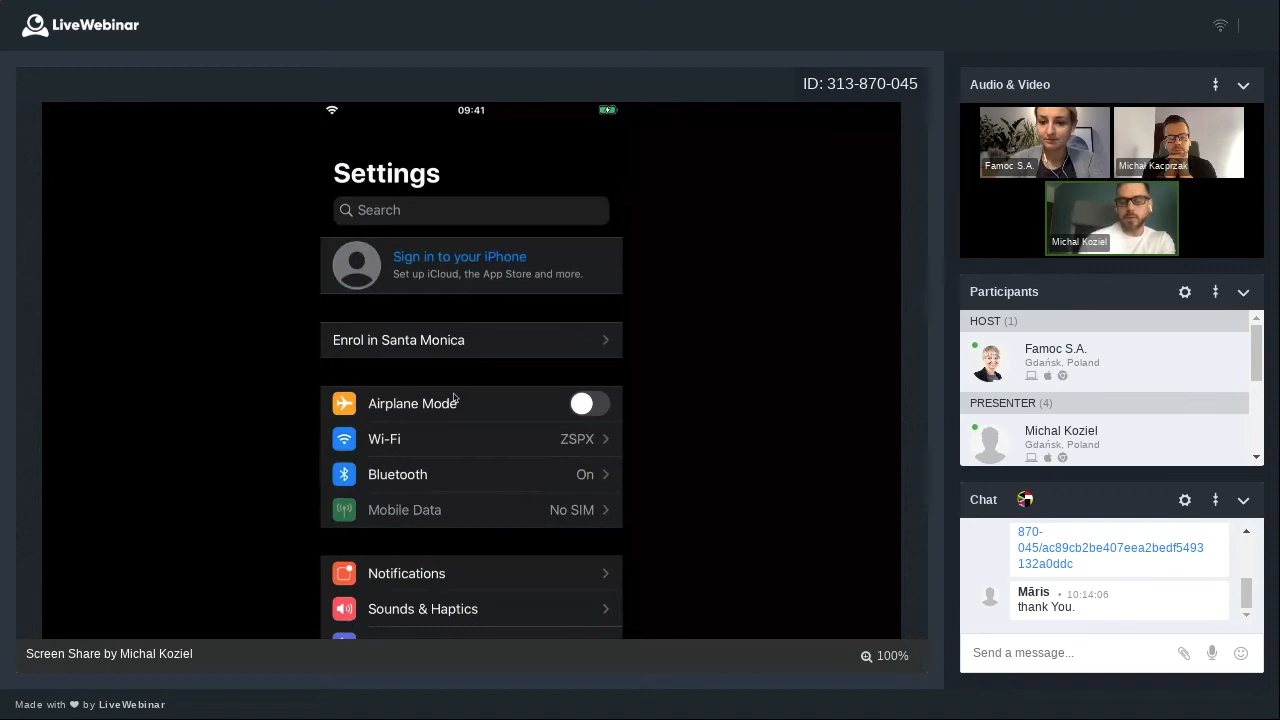 LiveWebinar
ID: 313-870-045
09:41
Settings
Search
Sign in to your iPhone
Set up iCloud, the App Store and more.
Enrol in Santa Monica
Airplane Mode
Wi-Fi ZSPX
Bluetooth On
Mobile Data No SIM
Notifications
Sounds & Haptics
Screen Share by Michal Koziel
100%
Made with by LiveWebinar
Audio & Video
Famoc S.A.
Michał Kacprzak
Michal Koziel
Participants
HOST (1)
Famoc S.A.
Gdańsk, Poland
PRESENTER (4)
Michal Koziel
Gdańsk, Poland
Chat
870-
045/ac89cb2be407eea2bedf5493
132a0ddc
Māris • 10:14:06
thank You.
Send a message...